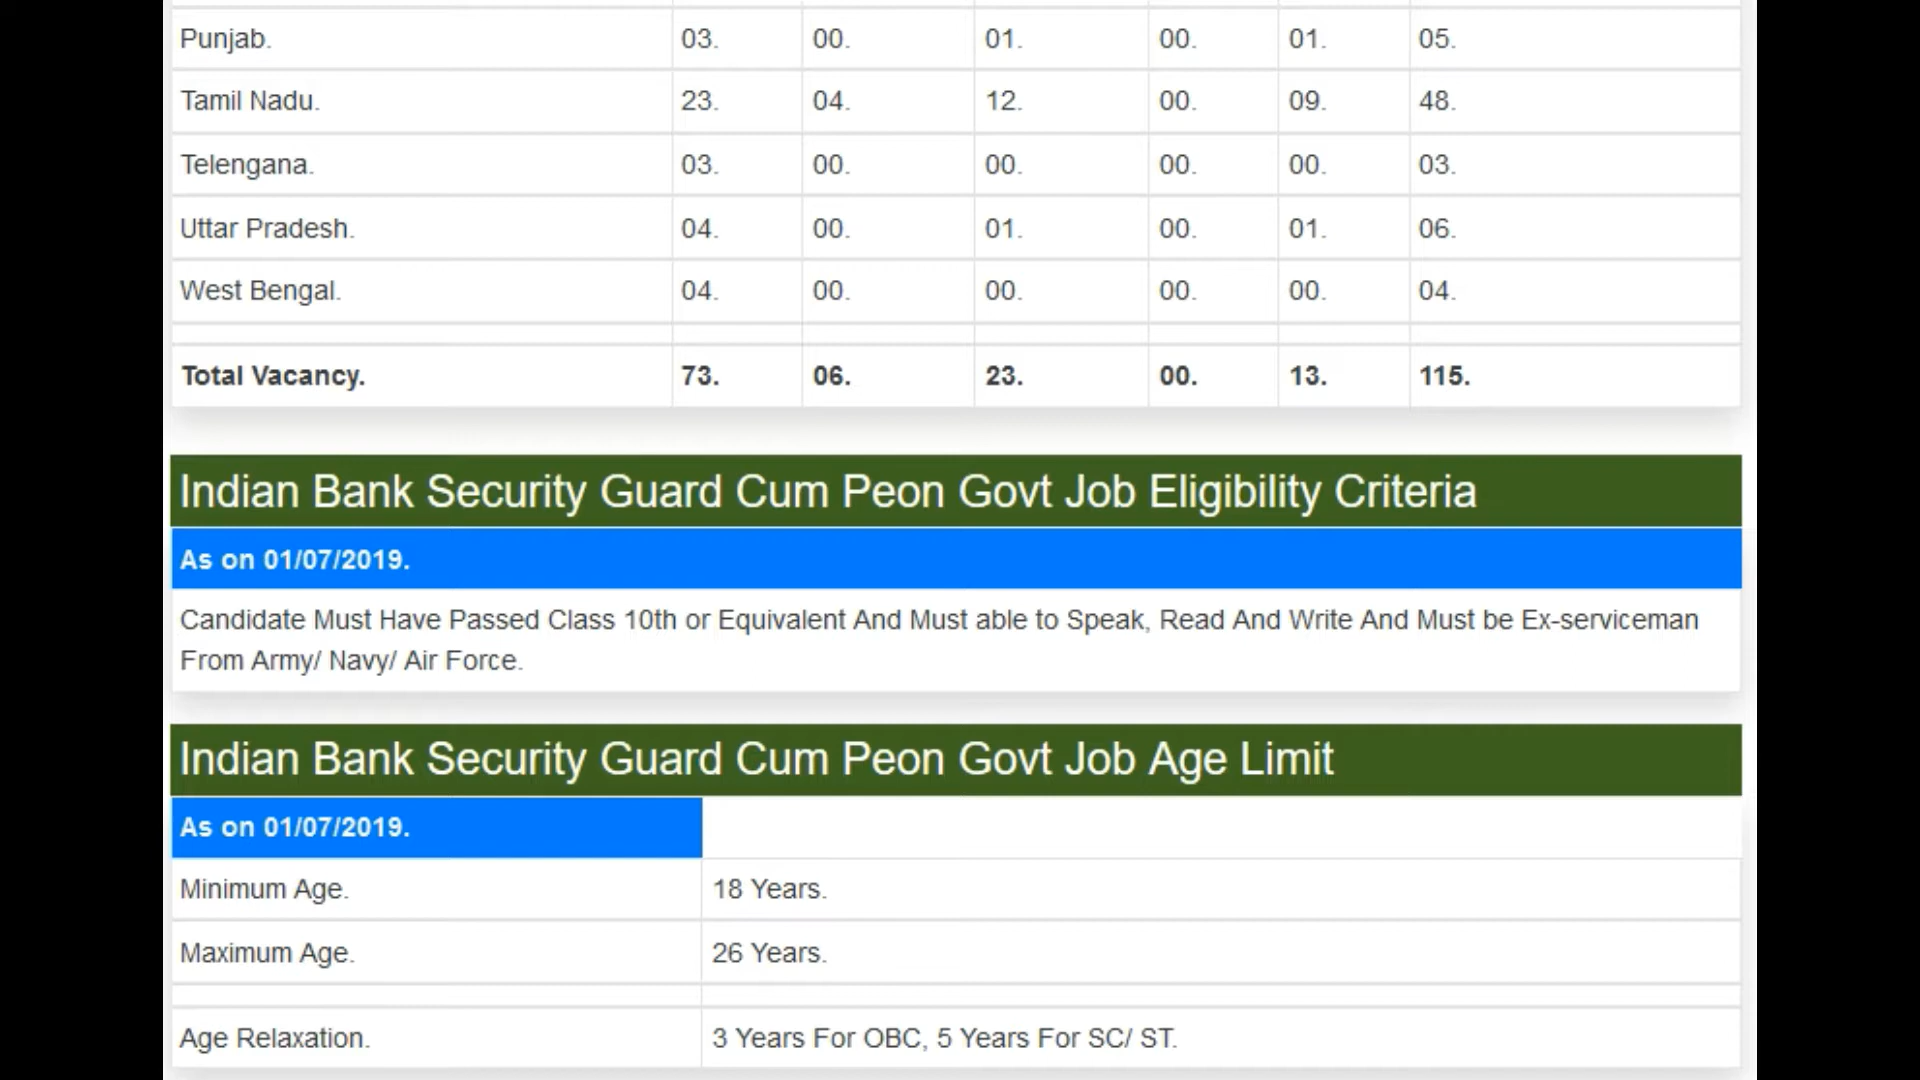 Punjab. 03. 00. 01. 00. 01. 05.
Tamil Nadu. 23. 04. 12. 00. 09. 48.
Telengana. 03. 00. 00. 00. 00. 03.
Uttar Pradesh. 04. 00. 01. 00. 01. 06.
West Bengal. 04. 00. 00. 00. 00. 04.
Total Vacancy. 73. 06. 23. 00. 13. 115.
Indian Bank Security Guard Cum Peon Govt Job Eligibility Criteria
As on 01/07/2019.
Candidate Must Have Passed Class 10th or Equivalent And Must able to Speak, Read And Write And Must be Ex-serviceman
From Army/ Navy/ Air Force.
Indian Bank Security Guard Cum Peon Govt Job Age Limit
As on 01/07/2019.
Minimum Age. 18 Years.
Maximum Age. 26 Years.
Age Relaxation. 3 Years For OBC, 5 Years For SC/ ST.